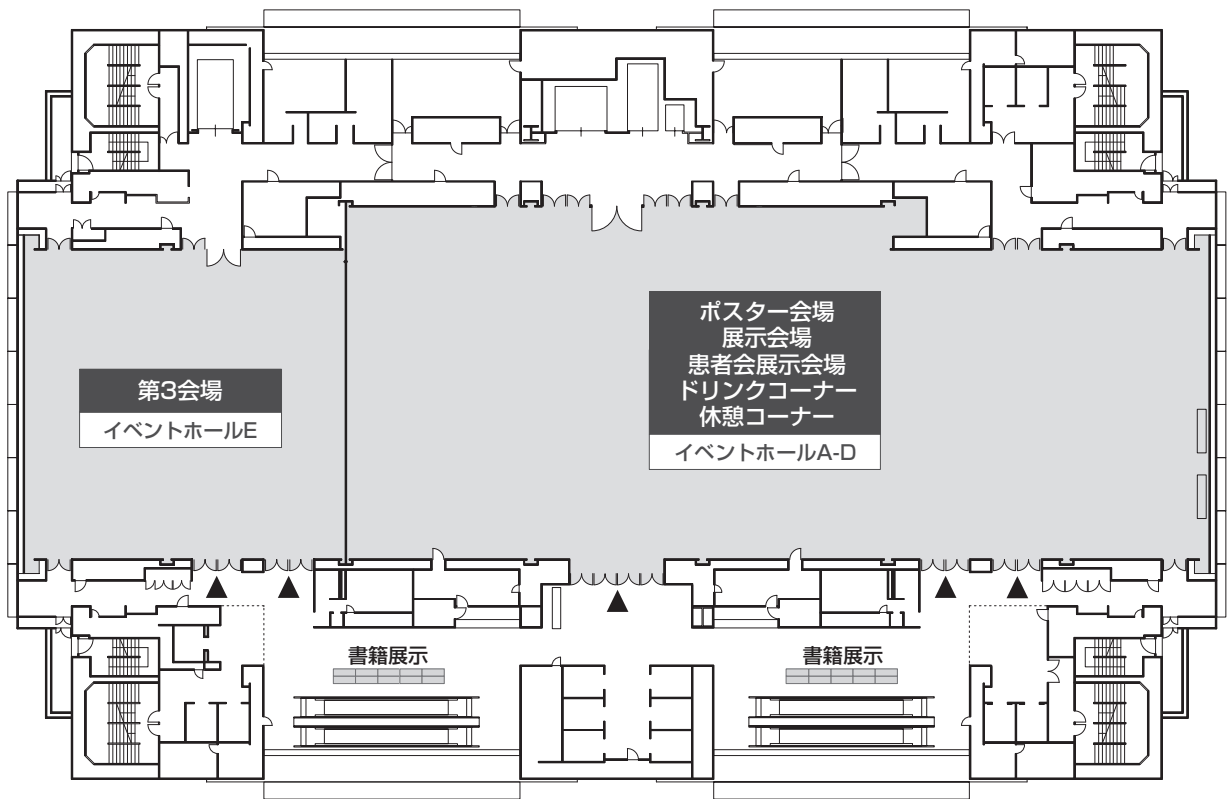 ポスター会場
展示会場
患者会展示会場
ドリンクコーナー
休憩コーナー
イベントホールA-D
第3会場
イベントホールE
書籍展示
書籍展示